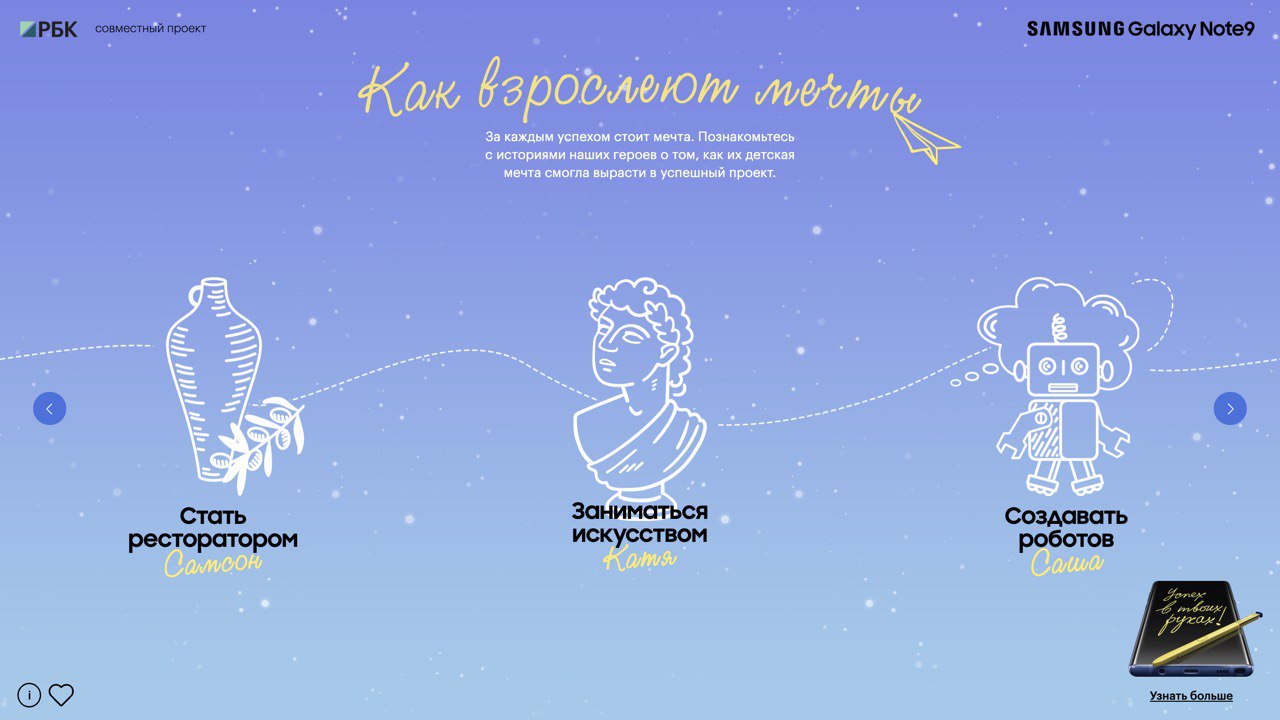 РБК
совместный проект
SAMSUNG Galaxy Note9
Как взрослеют мечты
За каждым успехом стоит мечта. Познакомьтесь
с историями наших героев о том, как их детская
мечта смогла вырасти в успешный проект.
Стать
ресторатором
Самсон
Заниматься
искусством
Катя
Создавать
роботов
Саша
Успех
в твоих
руках!
Узнать больше
i